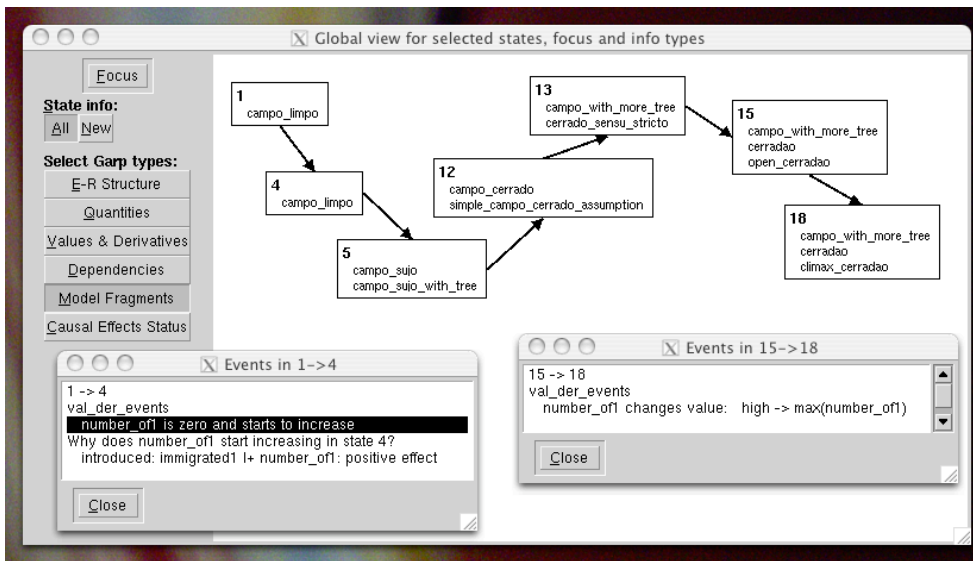 Global view for selected states, focus and info types
Focus
State info:
All New
Select Garp types:
E-R Structure
Quantities
Values & Derivatives
Dependencies
Model Fragments
Causal Effects Status
1
campo_limpo
4
campo_limpo
5
campo_sujo
campo_sujo_with_tree
12
campo_cerrado
simple_campo_cerrado_assumption
13
campo_with_more_tree
cerrado_sensu_stricto
15
campo_with_more_tree
cerradao
open_cerradao
18
campo_with_more_tree
cerradao
climax_cerradao
Events in 1->4
1 -> 4
val_der_events
number_of1 is zero and starts to increase
Why does number_of1 start increasing in state 4?
introduced: immigrated1 I+ number_of1: positive effect
Close
Events in 15->18
15 -> 18
val_der_events
number_of1 changes value: high -> max(number_of1)
Close